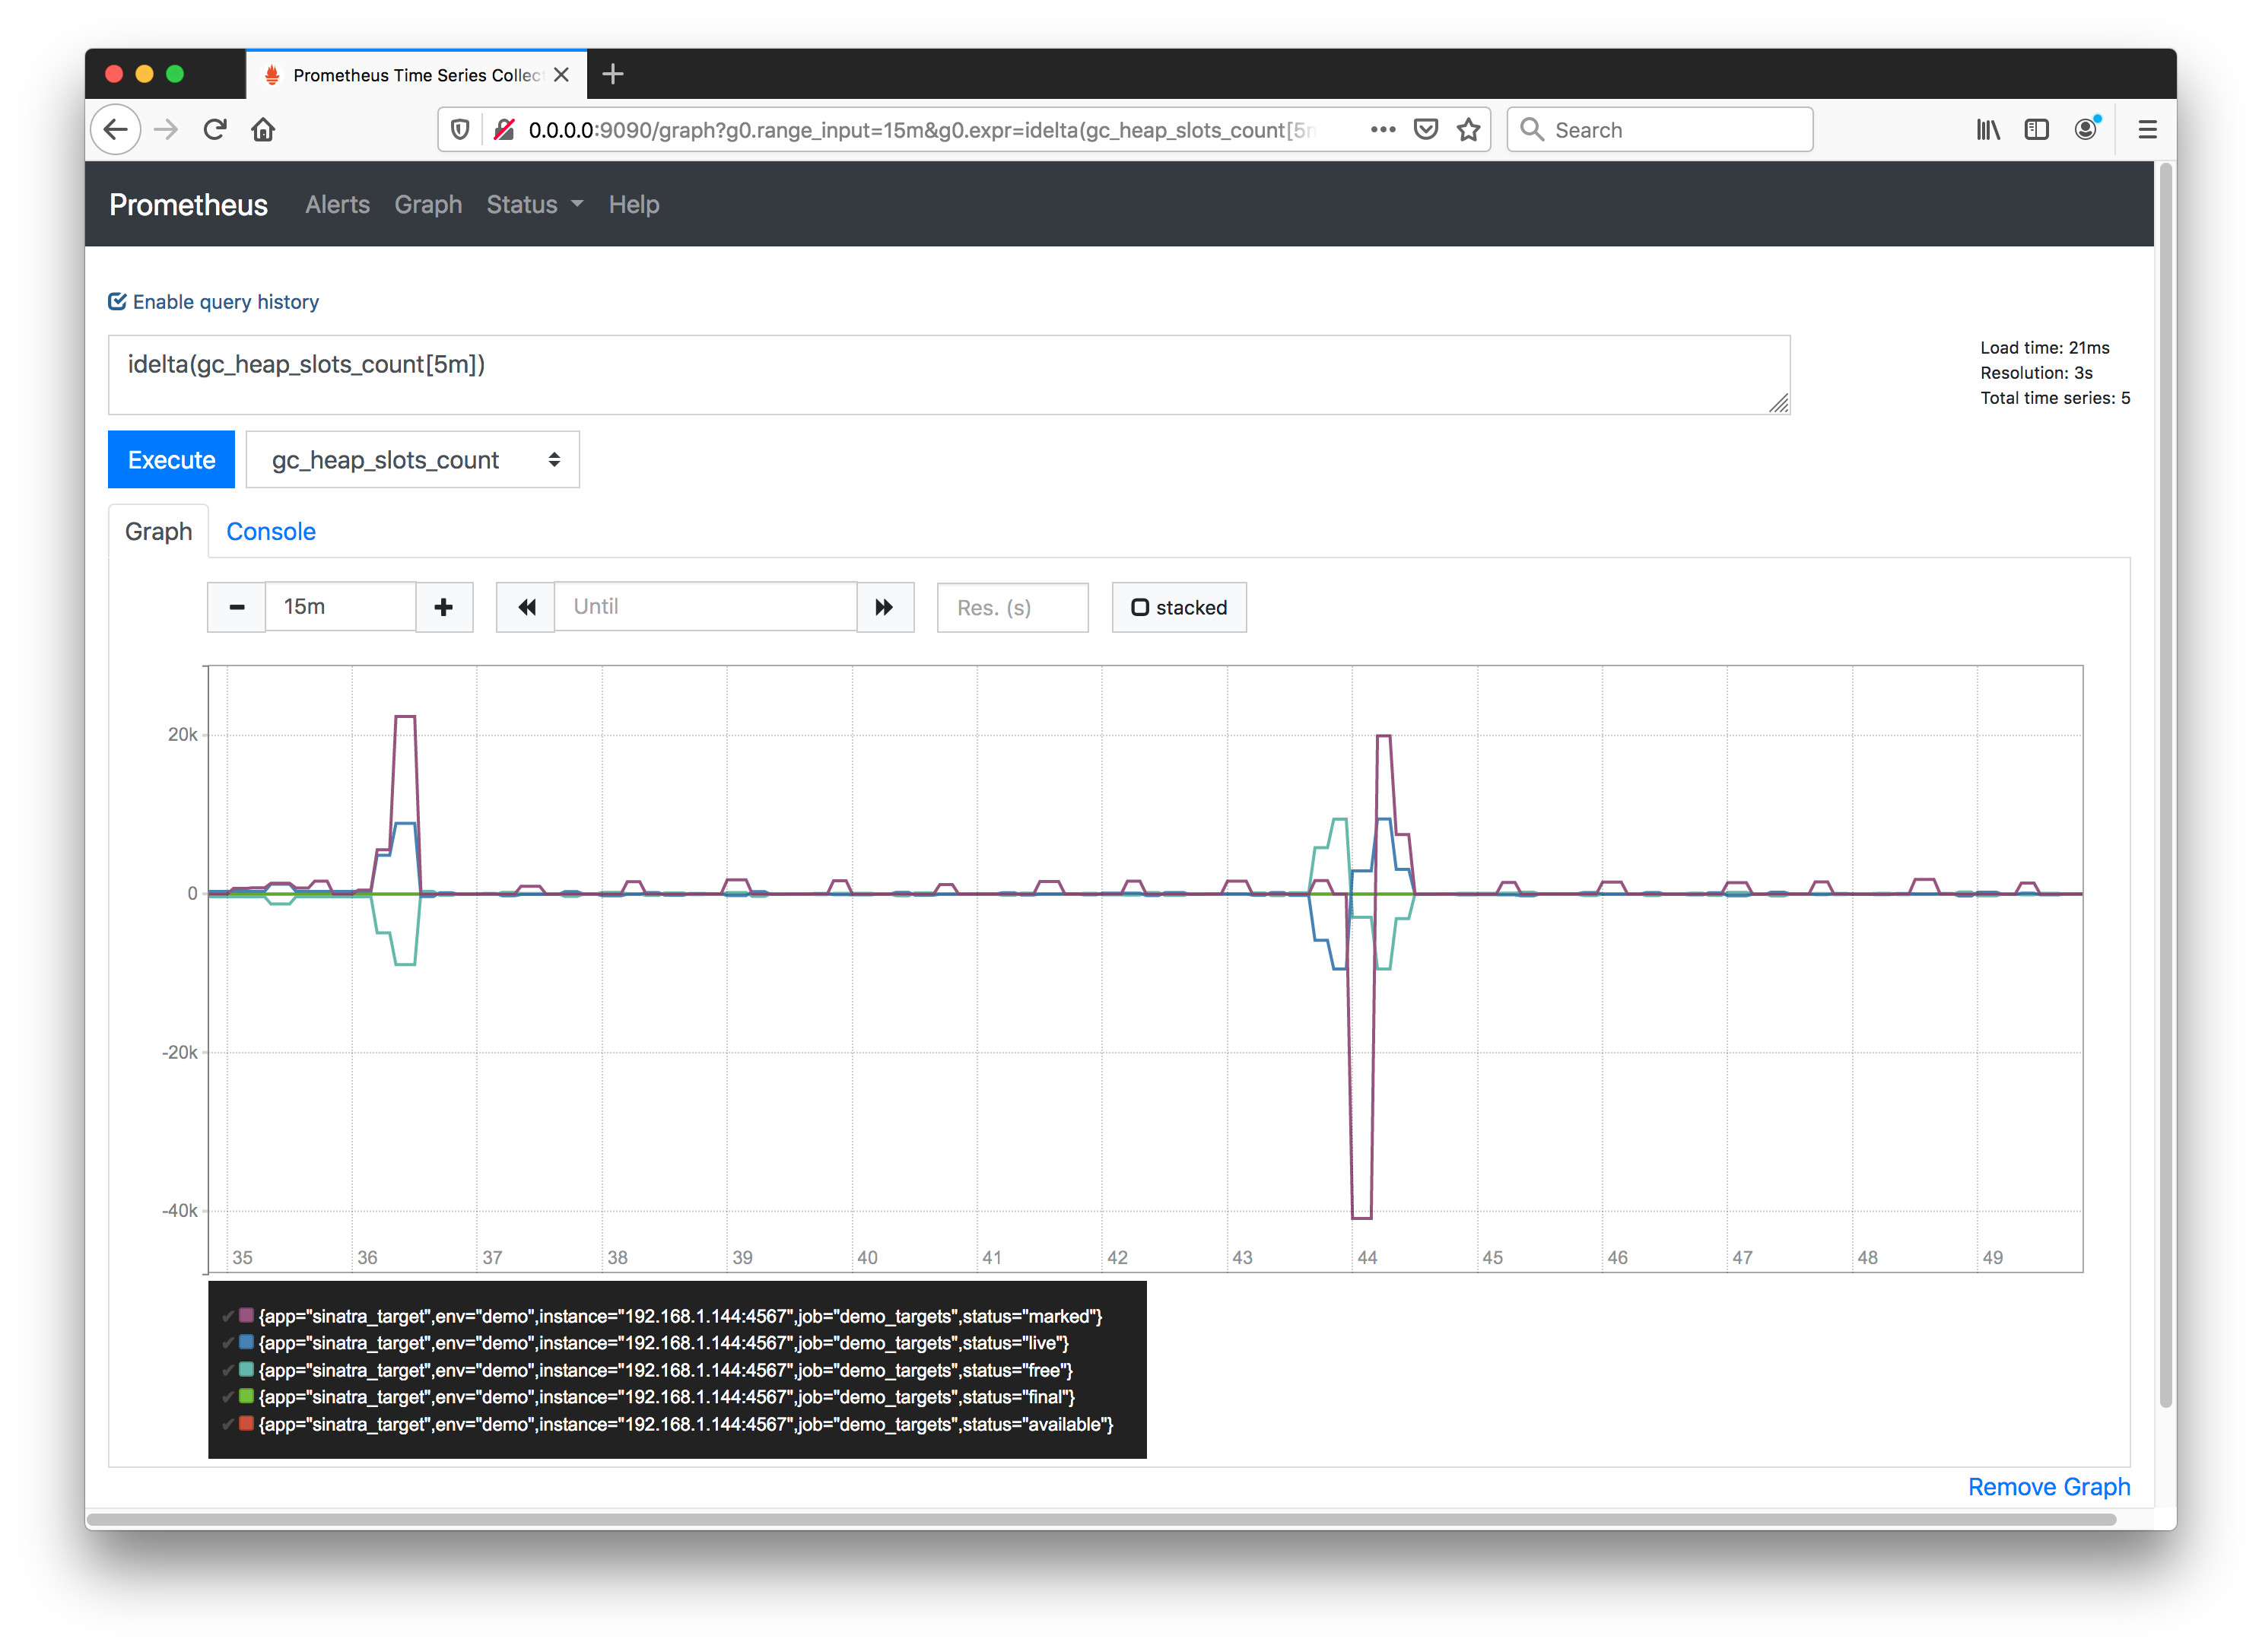 Prometheus Time Series Collec
0.0.0.0:9090/graph?g0.range_input=15m&g0.expr=idelta(gc_heap_slots_count[5m
Search
Prometheus Alerts Graph Status Help
Enable query history
idelta(gc_heap_slots_count[5m])
Load time: 21ms
Resolution: 3s
Total time series: 5
Execute gc_heap_slots_count
Graph Console
15m Until Res. (s) stacked
20k
0
-20k
-40k
35 36 37 38 39 40 41 42 43 44 45 46 47 48 49
{app="sinatra_target",env="demo",instance="192.168.1.144:4567",job="demo_targets",status="marked"}
{app="sinatra_target",env="demo",instance="192.168.1.144:4567",job="demo_targets",status="live"}
{app="sinatra_target",env="demo",instance="192.168.1.144:4567",job="demo_targets",status="free"}
{app="sinatra_target",env="demo",instance="192.168.1.144:4567",job="demo_targets",status="final"}
{app="sinatra_target",env="demo",instance="192.168.1.144:4567",job="demo_targets",status="available"}
Remove Graph